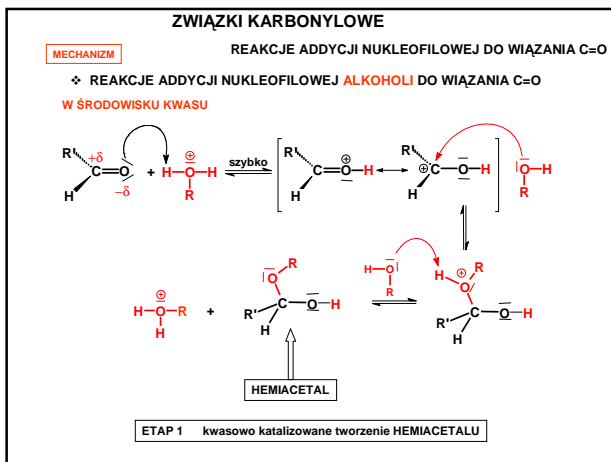 ZWIĄZKI KARBONYLOWE
MECHANIZM
REAKCJE ADDYCJI NUKLEOFILOWEJ DO WIĄZANIA C=O
❖ REAKCJE ADDYCJI NUKLEOFILOWEJ ALKOHOLI DO WIĄZANIA C=O
W ŚRODOWISKU KWASU
R' +δ C=O −δ H + H−O−H ⊕ R szybko R' C=O−H ⊕ H R' ⊕ C−O−H H O−H R
H−O−R ⊕ H + O R R' C−O−H H H−O R H O ⊕ R R' C−O−H H
HEMIACETAL
ETAP 1 kwasowo katalizowane tworzenie HEMIACETALU